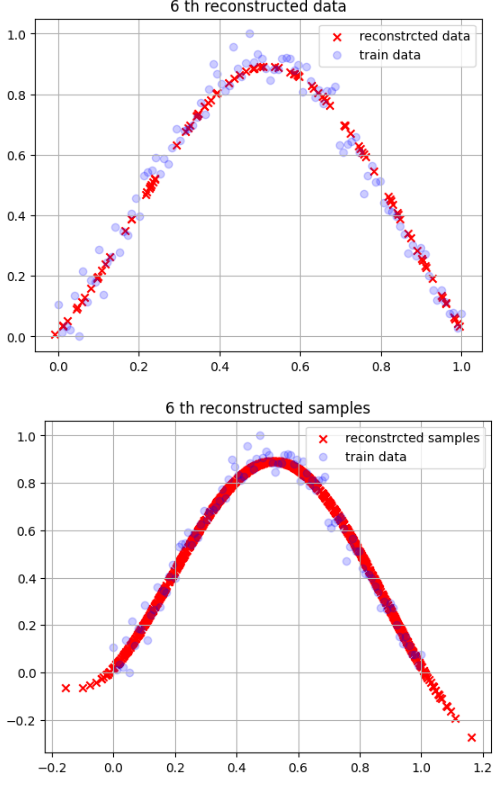 6 th reconstructed data
reconstrcted data
train data
1.0
0.8
0.6
0.4
0.2
0.0
0.0 0.2 0.4 0.6 0.8 1.0
6 th reconstructed samples
reconstrcted samples
train data
1.0
0.8
0.6
0.4
0.2
0.0
−0.2
−0.2 0.0 0.2 0.4 0.6 0.8 1.0 1.2